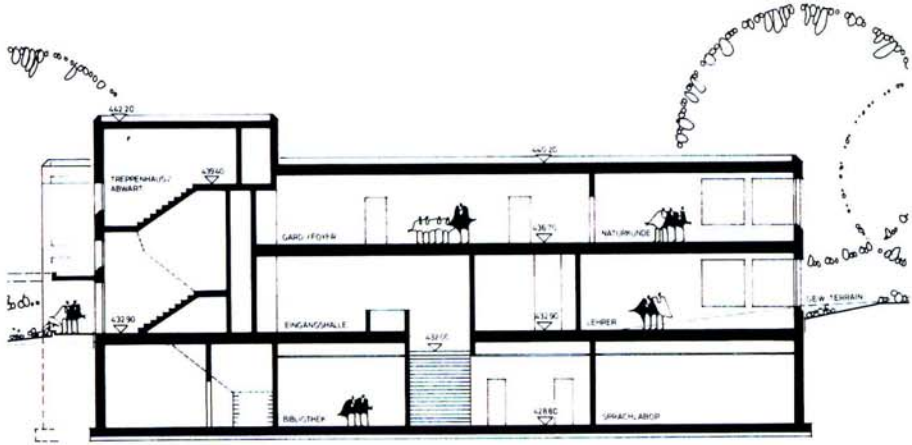 442.20
440.20
TREPPENHAUS /
ABWART
439.40
GARD. / FOYER
436.70
NATURKUNDE
GEW. TERRAIN
432.90
EINGANGSHALLE
432.90
LEHRER
BIBLIOTHEK
428.80
SPRACHLABOR